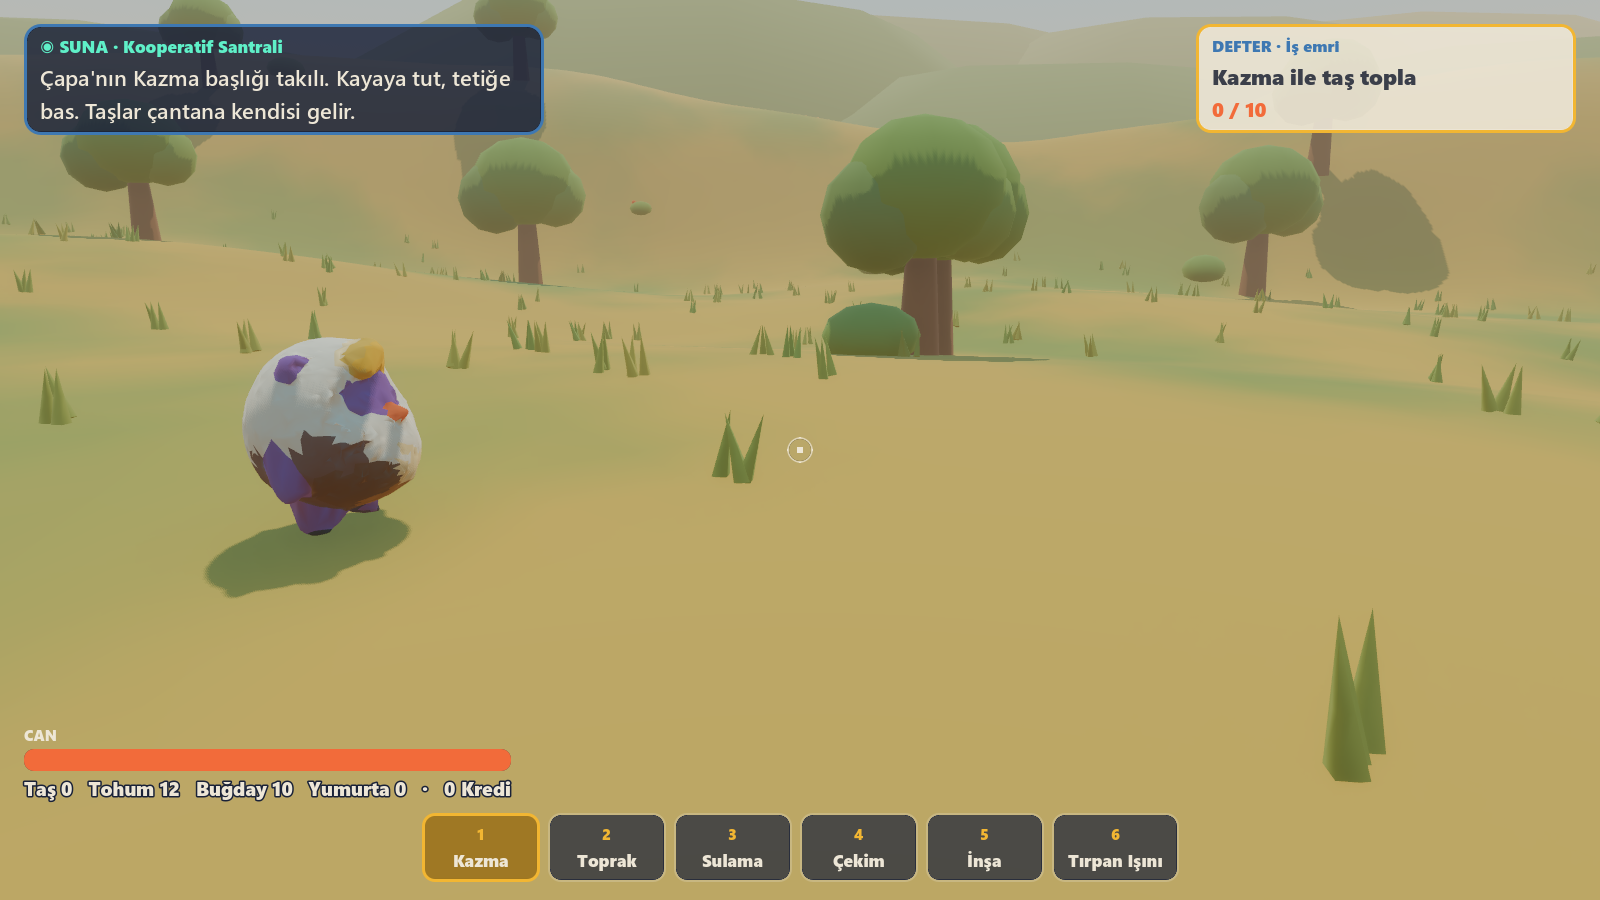 ◉ SUNA · Kooperatif Santrali
Çapa'nın Kazma başlığı takılı. Kayaya tut, tetiğe
bas. Taşlar çantana kendisi gelir.
DEFTER · İş emri
Kazma ile taş topla
0 / 10
CAN
Taş 0 Tohum 12 Buğday 10 Yumurta 0 · 0 Kredi
1 2 3 4 5 6
Kazma Toprak Sulama Çekim İnşa Tırpan Işını